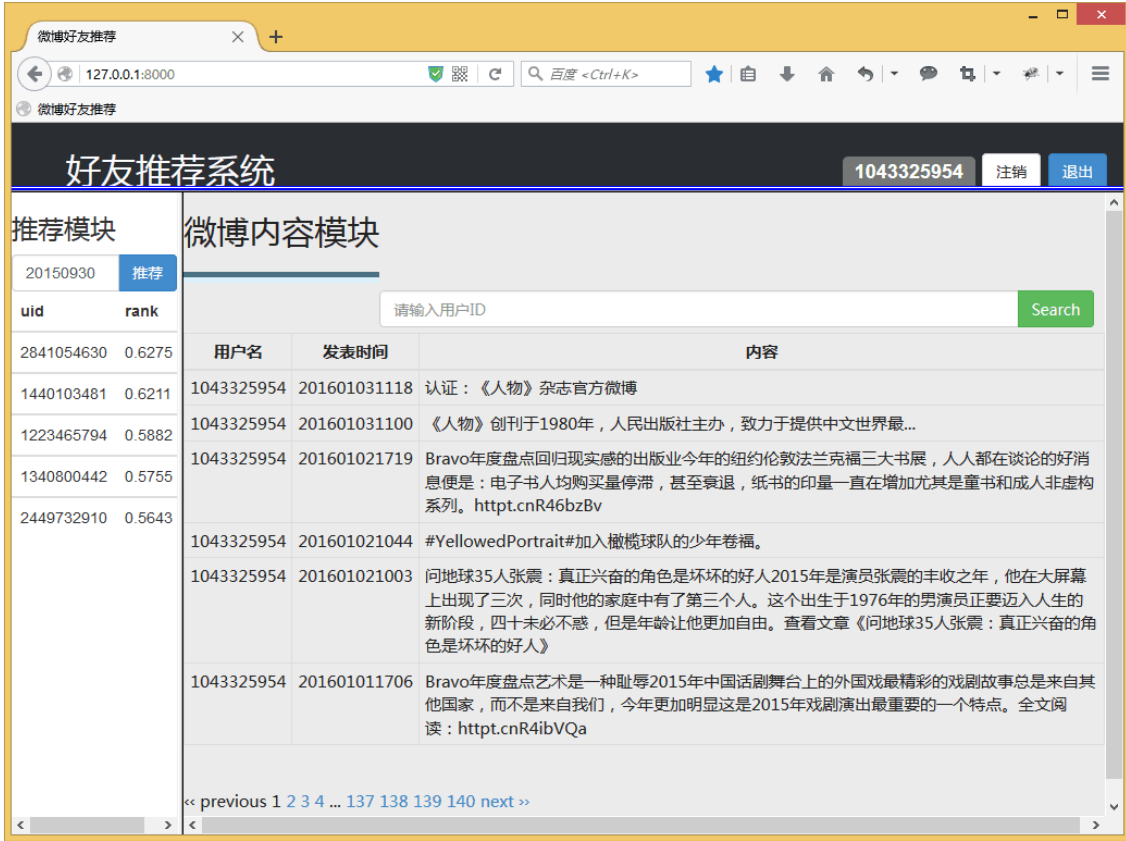 微博好友推荐
127.0.0.1:8000
百度 <Ctrl+K>
微博好友推荐
好友推荐系统
1043325954 注销 退出
推荐模块
20150930 推荐
uid rank
2841054630 0.6275
1440103481 0.6211
1223465794 0.5882
1340800442 0.5755
2449732910 0.5643
微博内容模块
请输入用户ID Search
用户名 发表时间 内容
1043325954 201601031118 认证：《人物》杂志官方微博
1043325954 201601031100 《人物》创刊于1980年，人民出版社主办，致力于提供中文世界最...
1043325954 201601021719 Bravo年度盘点回归现实感的出版业今年的纽约伦敦法兰克福三大书展，人人都在谈论的好消
息便是：电子书人均购买量停滞，甚至衰退，纸书的印量一直在增加尤其是童书和成人非虚构
系列。httpt.cnR46bzBv
1043325954 201601021044 #YellowedPortrait#加入橄榄球队的少年卷福。
1043325954 201601021003 问地球35人张震：真正兴奋的角色是坏坏的好人2015年是演员张震的丰收之年，他在大屏幕
上出现了三次，同时他的家庭中有了第三个人。这个出生于1976年的男演员正要迈入人生的
新阶段，四十未必不惑，但是年龄让他更加自由。查看文章《问地球35人张震：真正兴奋的角
色是坏坏的好人》
1043325954 201601011706 Bravo年度盘点艺术是一种耻辱2015年中国话剧舞台上的外国戏最精彩的戏剧故事总是来自其
他国家，而不是来自我们，今年更加明显这是2015年戏剧演出最重要的一个特点。全文阅
读：httpt.cnR4ibVQa
‹‹ previous 1 2 3 4 ... 137 138 139 140 next ››